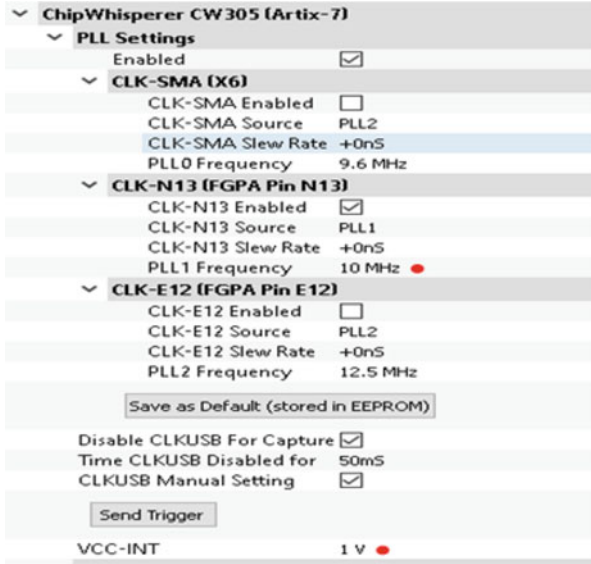 ChipWhisperer CW305 (Artix-7)
PLL Settings
Enabled
CLK-SMA (X6)
CLK-SMA Enabled
CLK-SMA Source PLL2
CLK-SMA Slew Rate +0nS
PLL0 Frequency 9.6 MHz
CLK-N13 (FGPA Pin N13)
CLK-N13 Enabled
CLK-N13 Source PLL1
CLK-N13 Slew Rate +0nS
PLL1 Frequency 10 MHz
CLK-E12 (FGPA Pin E12)
CLK-E12 Enabled
CLK-E12 Source PLL2
CLK-E12 Slew Rate +0nS
PLL2 Frequency 12.5 MHz
Save as Default (stored in EEPROM)
Disable CLKUSB For Capture
Time CLKUSB Disabled for 50mS
CLKUSB Manual Setting
Send Trigger
VCC-INT 1 V